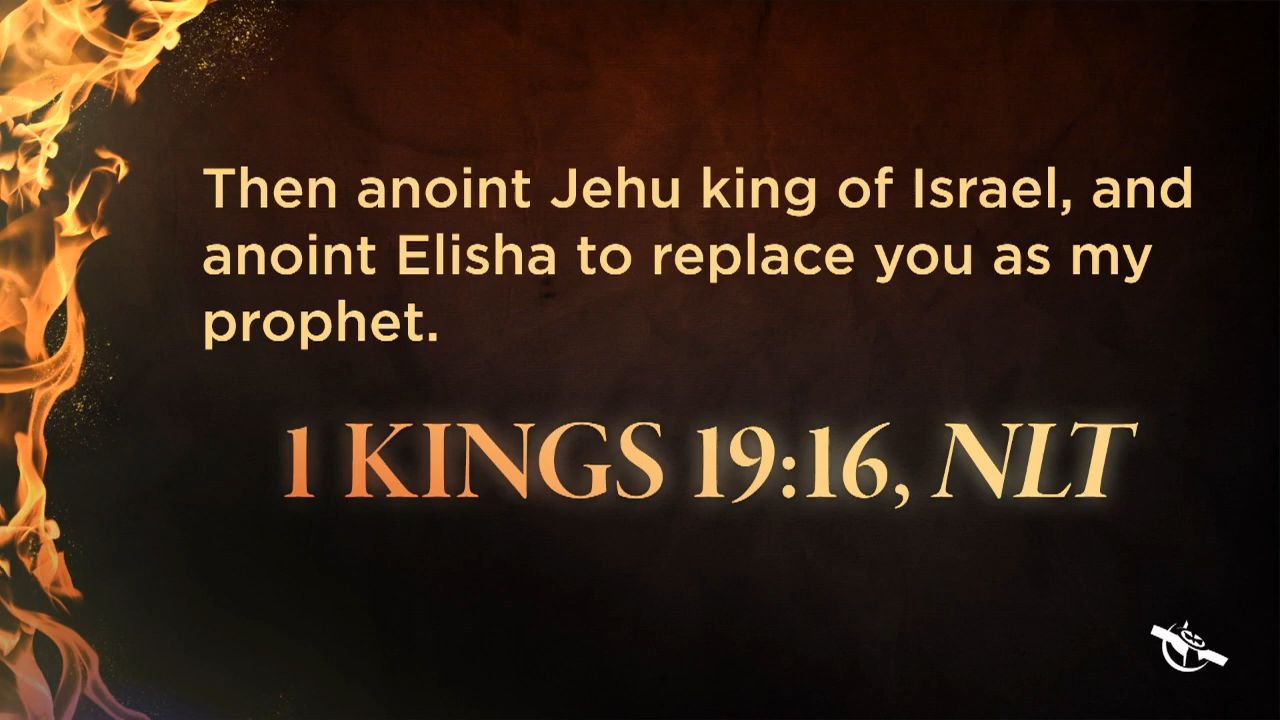 Then anoint Jehu king of Israel, and
anoint Elisha to replace you as my
prophet.
1 KINGS 19:16, NLT